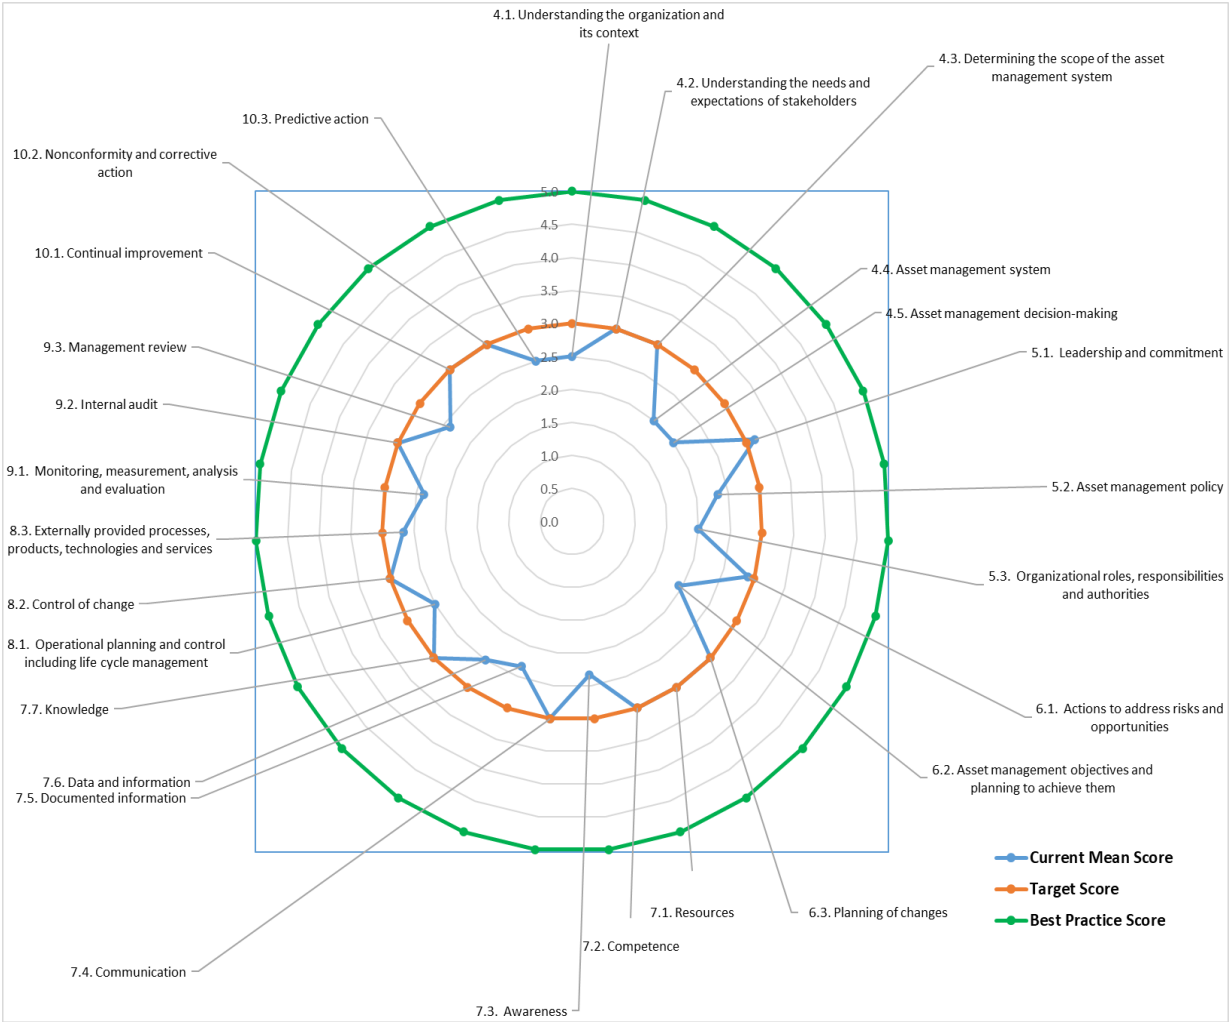 4.1. Understanding the organization and
its context
4.3. Determining the scope of the asset
management system
4.2. Understanding the needs and
expectations of stakeholders
10.3. Predictive action
10.2. Nonconformity and corrective
action
10.1. Continual improvement
4.4. Asset management system
4.5. Asset management decision-making
9.3. Management review
5.1. Leadership and commitment
9.2. Internal audit
9.1. Monitoring, measurement, analysis
and evaluation
5.2. Asset management policy
8.3. Externally provided processes,
products, technologies and services
5.3. Organizational roles, responsibilities
and authorities
8.2. Control of change
8.1. Operational planning and control
including life cycle management
7.7. Knowledge
6.1. Actions to address risks and
opportunities
7.6. Data and information
7.5. Documented information
6.2. Asset management objectives and
planning to achieve them
7.1. Resources
6.3. Planning of changes
7.2. Competence
7.4. Communication
7.3. Awareness
5.0
4.5
4.0
3.5
3.0
2.5
2.0
1.5
1.0
0.5
0.0
Current Mean Score
Target Score
Best Practice Score